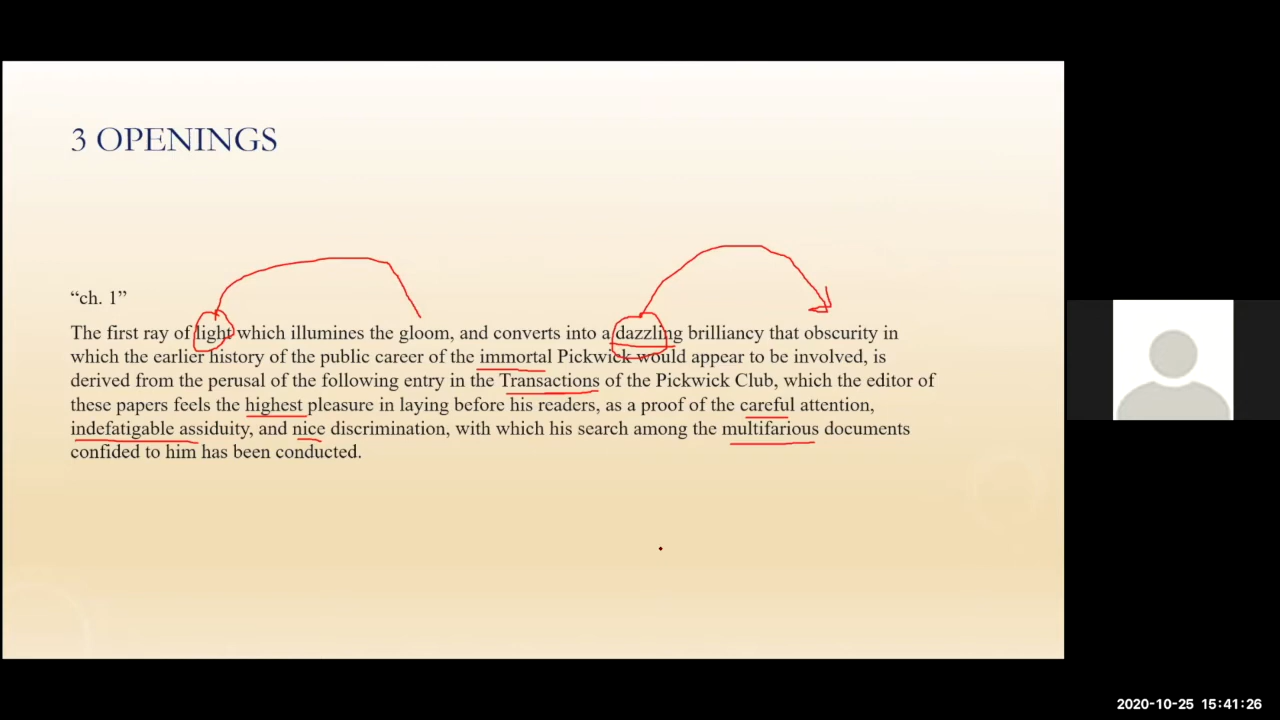 3 OPENINGS
“ch. 1”
The first ray of light which illumines the gloom, and converts into a dazzling brilliancy that obscurity in
which the earlier history of the public career of the immortal Pickwick would appear to be involved, is
derived from the perusal of the following entry in the Transactions of the Pickwick Club, which the editor of
these papers feels the highest pleasure in laying before his readers, as a proof of the careful attention,
indefatigable assiduity, and nice discrimination, with which his search among the multifarious documents
confided to him has been conducted.
2020-10-25 15:41:26